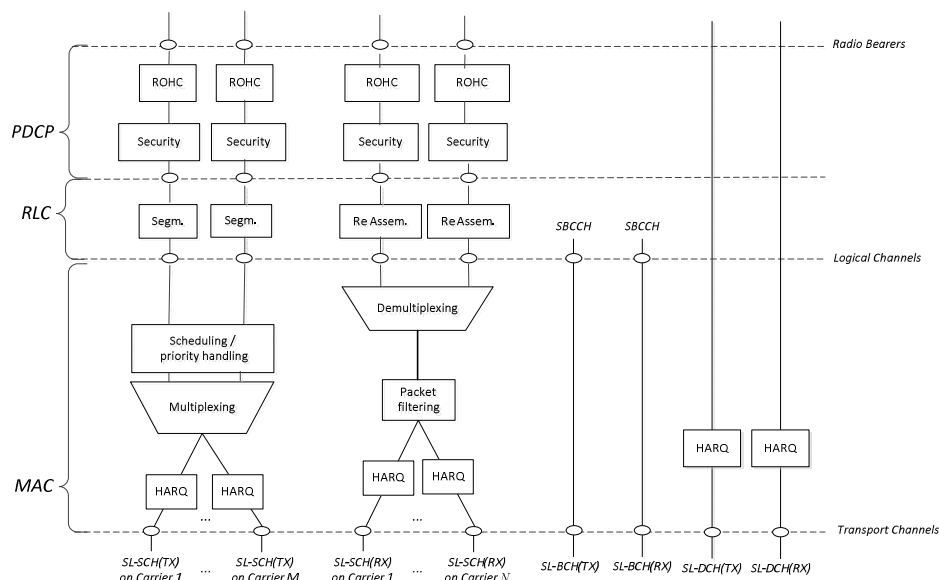 Radio Bearers
ROHC ROHC ROHC ROHC
PDCP
Security Security Security Security
RLC
Segm. Segm. Re Assem. Re Assem.
SBCCH SBCCH
Logical Channels
Demultiplexing
Scheduling /
priority handling
Packet
filtering
Multiplexing
HARQ HARQ
HARQ HARQ
MAC
HARQ HARQ
... ...
Transport Channels
SL-SCH(TX)
on Carrier 1
...
SL-SCH(TX)
on Carrier M
SL-SCH(RX)
on Carrier 1
...
SL-SCH(RX)
on Carrier N
SL-BCH(TX) SL-BCH(RX) SL-DCH(TX) SL-DCH(RX)